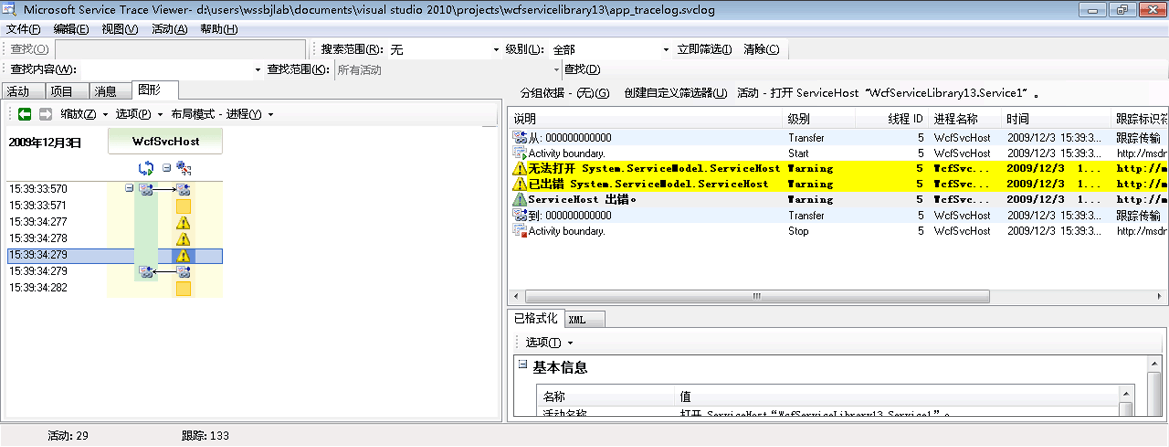 Microsoft Service Trace Viewer- d:\users\wssbjlab\documents\visual studio 2010\projects\wcfservicelibrary13\app_tracelog.svclog
文件(F) 编辑(E) 视图(V) 活动(A) 帮助(H)
查找(O) 搜索范围(R): 无 级别(L): 全部 立即筛选(I) 清除(C)
查找内容(W): 查找范围(K): 所有活动 查找(D)
活动 项目 消息 图形
缩放(Z) 选项(P) 布局模式 - 进程(Y)
2009年12月3日 WcfSvcHost
15:39:33:570
15:39:33:571
15:39:34:277
15:39:34:278
15:39:34:279
15:39:34:279
15:39:34:282
分组依据 - (无)(G) 创建自定义筛选器(U) 活动 - 打开 ServiceHost “WcfServiceLibrary13.Service1”。
说明 级别 线程 ID 进程名称 时间 跟踪标识符
从: 000000000000 Transfer 5 WcfSvcHost 2009/12/3 15:39:3... 跟踪传输
Activity boundary. Start 5 WcfSvcHost 2009/12/3 15:39:3... http://msdn
无法打开 System.ServiceModel.ServiceHost Warning 5 WcfSvc... 2009/12/3 1... http://m
已出错 System.ServiceModel.ServiceHost Warning 5 WcfSvc... 2009/12/3 1... http://m
ServiceHost 出错。 Warning 5 WcfSvc... 2009/12/3 1... http://m
到: 000000000000 Transfer 5 WcfSvcHost 2009/12/3 15:39:3... 跟踪传输
Activity boundary. Stop 5 WcfSvcHost 2009/12/3 15:39:3... http://msdn
已格式化 XML
选项(T)
基本信息
名称 值
活动名称 打开 ServiceHost“WcfServiceLibrary13.Service1”。
活动: 29 跟踪: 133